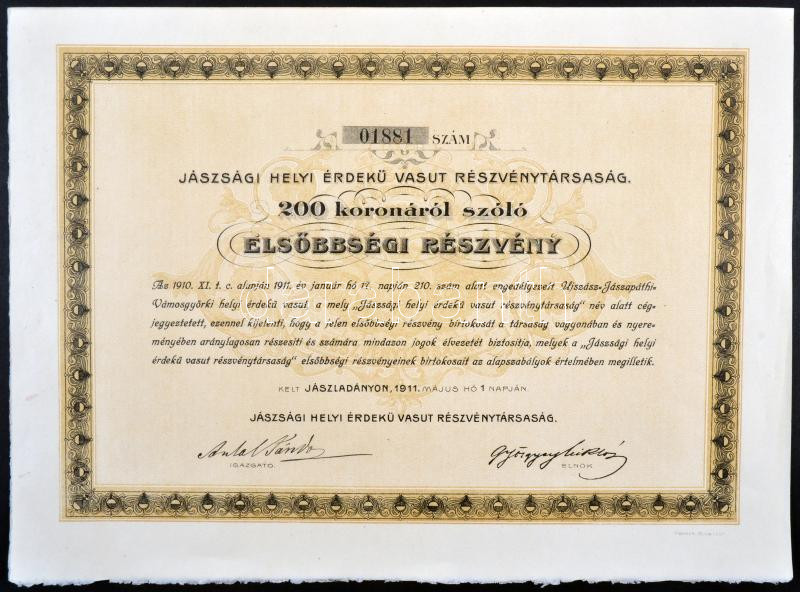 01881 SZÁM
JÁSZSÁGI HELYI ÉRDEKŰ VASUT RÉSZVÉNYTÁRSASÁG.
200 koronáról szóló
ELSŐBBSÉGI RÉSZVÉNY
Az 1910. XI. t. c. alapján 1911. év január hó 17. napján 210. szám alatt engedélyezett Ujszász-Jászapáthi-
Vámosgyörki helyi érdekű vasut, a mely „Jászsági helyi érdekű vasut részvénytársaság" név alatt cég-
jegyeztetett, ezennel kijelenti, hogy a jelen elsőbbségi részvény birtokosát a társaság vagyonában és nyere-
ményében aránylagosan részesiti és számára mindazon jogok élvezetét biztositja, melyek a „Jászsági helyi
érdekű vasut részvénytársaság" elsőbbségi részvényeinek birtokosait az alapszabályok értelmében megilletik.
KELT JÁSZLADÁNYON, 1911. MÁJUS HÓ 1 NAPJÁN.
JÁSZSÁGI HELYI ÉRDEKŰ VASUT RÉSZVÉNYTÁRSASÁG.
Antal Sándor
IGAZGATÓ.
ELNÖK.